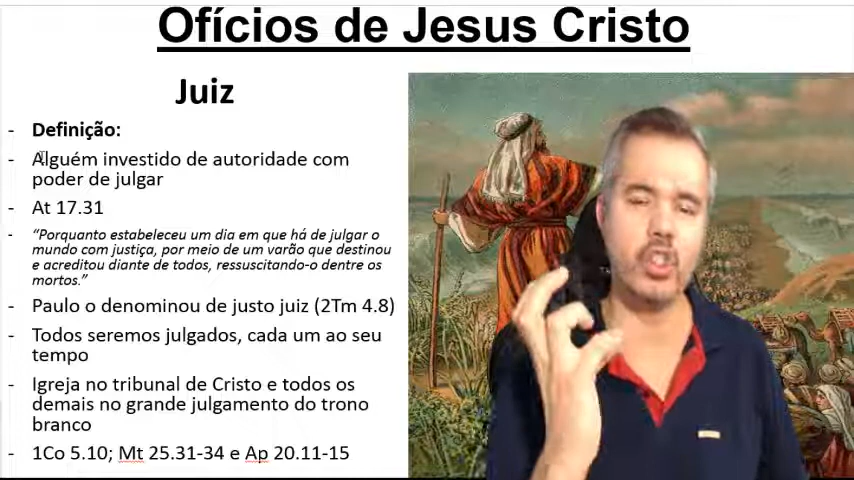 Ofícios de Jesus Cristo
Juiz
- Definição:
- Alguém investido de autoridade com
poder de julgar
- At 17.31
- “Porquanto estabeleceu um dia em que há de julgar o
mundo com justiça, por meio de um varão que destinou
e acreditou diante de todos, ressuscitando-o dentre os
mortos.”
- Paulo o denominou de justo juiz (2Tm 4.8)
- Todos seremos julgados, cada um ao seu
tempo
- Igreja no tribunal de Cristo e todos os
demais no grande julgamento do trono
branco
- 1Co 5.10; Mt 25.31-34 e Ap 20.11-15